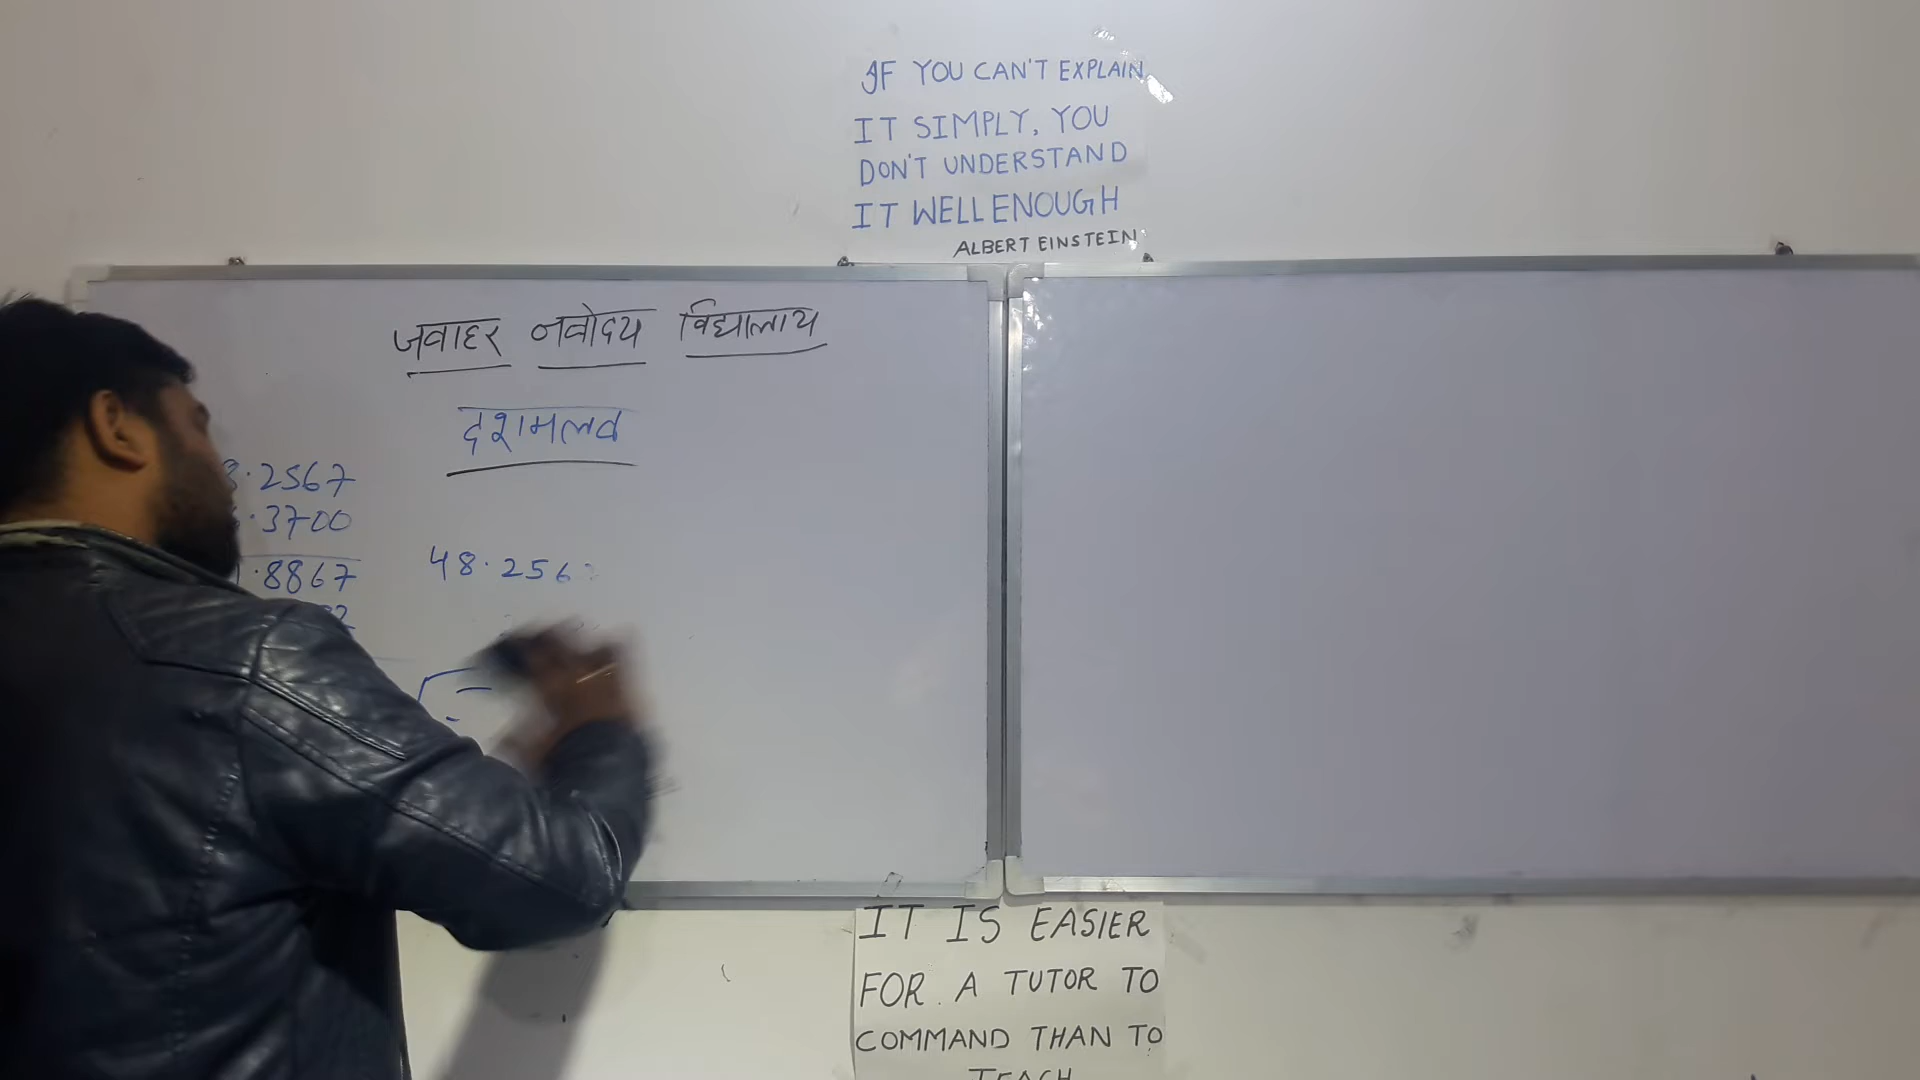 IF YOU CAN'T EXPLAIN
IT SIMPLY, YOU
DON'T UNDERSTAND
IT WELL ENOUGH
ALBERT EINSTEIN
जवाहर नवोदय विद्यालाय
दशमलव
.2567
.3700
.8867
48.256
IT IS EASIER
FOR A TUTOR TO
COMMAND THAN TO
TEACH